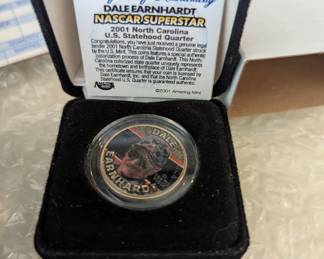 DALE EARNHARDT
NASCAR SUPERSTAR
2001 North Carolina
U.S. Statehood Quarter
Congratulations, you have just received a genuine legal
tender 2001 North Carolina Statehood Quarter struck
by the U.S. Mint. This coin features a special authentic
colorization process of Dale Earnhardt. This North
Carolina colorized state quarter uniquely represents
the hometown and birthplace of Dale Earnhardt.
This certificate ensures that your coin is licensed by
Dale Earnhardt, Inc. and that its
U.S. Statehood Quarter is guaranteed authentic.
©2001 Amazing Mint
DALE
EARNHARDT